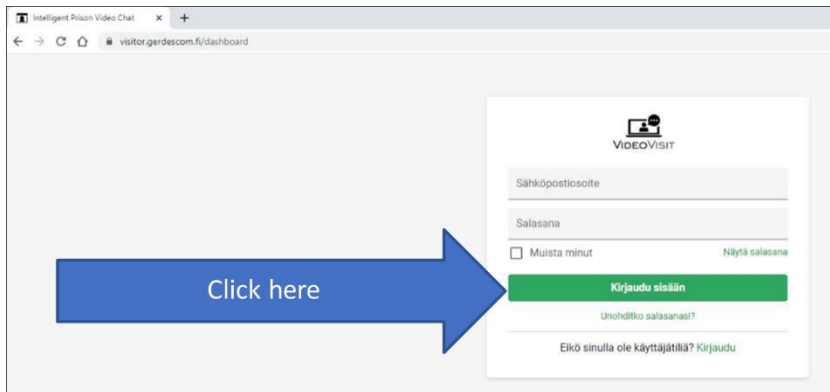 Intelligent Prison Video Chat
visitor.gerdescom.fi/dashboard
VIDEOVISIT
Sähköpostiosoite
Salasana
Muista minut Näytä salasana
Click here
Kirjaudu sisään
Unohditko salasanasi?
Eikö sinulla ole käyttäjätiliä? Kirjaudu